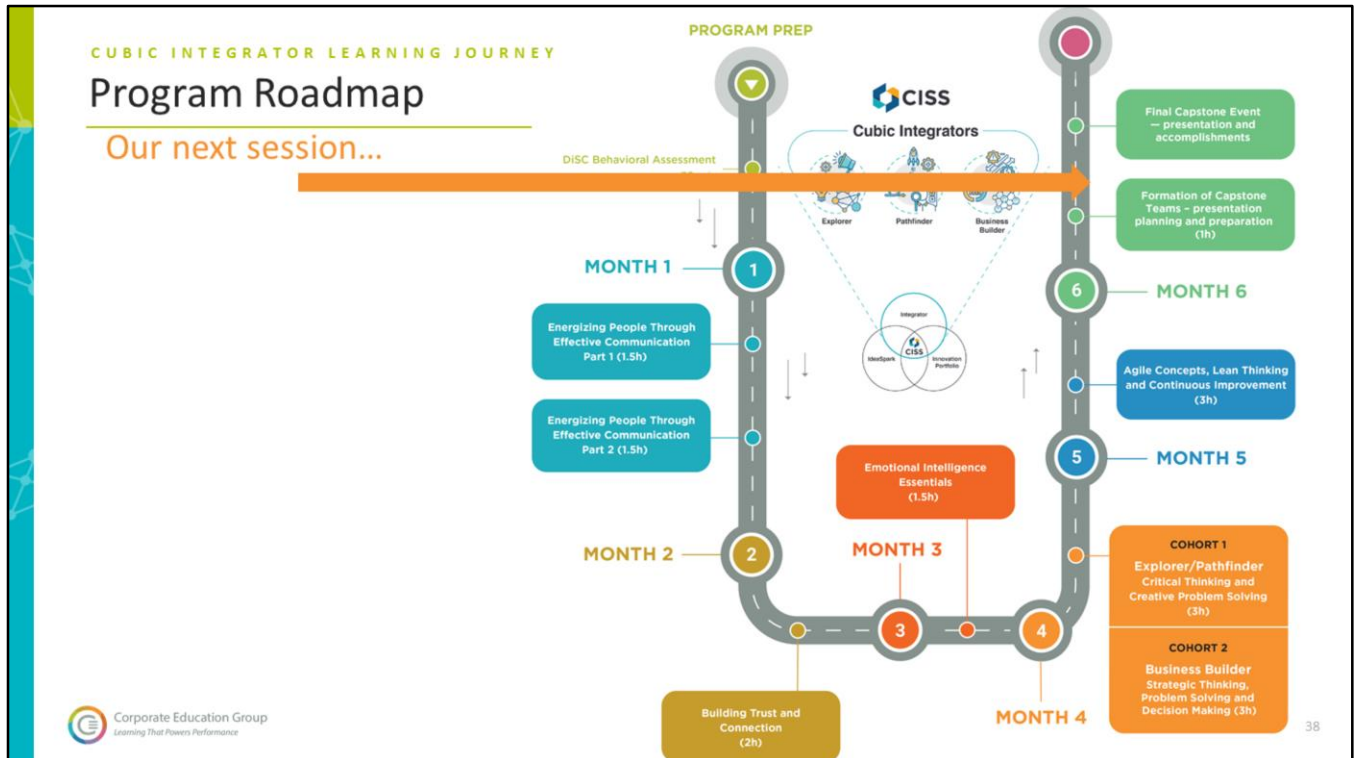 CUBIC INTEGRATOR LEARNING JOURNEY
Program Roadmap
Our next session...
PROGRAM PREP
DiSC Behavioral Assessment
CISS
Cubic Integrators
Explorer
Pathfinder
Business
Builder
Integrator
IdeaSpark
CISS
Innovation
Portfolio
MONTH 1
1
Energizing People Through
Effective Communication
Part 1 (1.5h)
Energizing People Through
Effective Communication
Part 2 (1.5h)
MONTH 2
2
Building Trust and
Connection
(2h)
MONTH 3
3
Emotional Intelligence
Essentials
(1.5h)
4
MONTH 4
COHORT 1
Explorer/Pathfinder
Critical Thinking and
Creative Problem Solving
(3h)
COHORT 2
Business Builder
Strategic Thinking,
Problem Solving and
Decision Making (3h)
5
MONTH 5
Agile Concepts, Lean Thinking
and Continuous Improvement
(3h)
6
MONTH 6
Formation of Capstone
Teams – presentation
planning and preparation
(1h)
Final Capstone Event
— presentation and
accomplishments
Corporate Education Group
Learning That Powers Performance
38